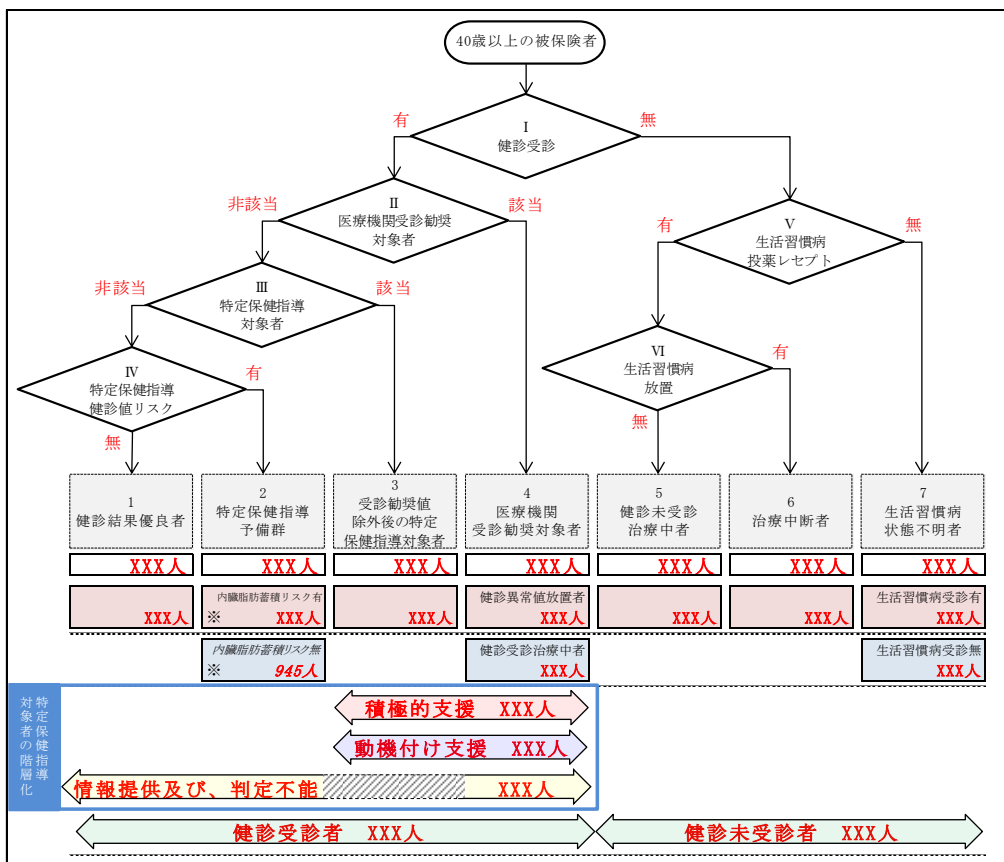 40歳以上の被保険者
Ⅰ
健診受診
有
無
Ⅱ
医療機関受診勧奨
対象者
非該当
該当
Ⅴ
生活習慣病
投薬レセプト
有
無
Ⅲ
特定保健指導
対象者
非該当
該当
Ⅵ
生活習慣病
放置
有
無
Ⅳ
特定保健指導
健診値リスク
有
無
1
健診結果優良者
2
特定保健指導
予備群
3
受診勧奨値
除外後の特定
保健指導対象者
4
医療機関
受診勧奨対象者
5
健診未受診
治療中者
6
治療中断者
7
生活習慣病
状態不明者
XXX人
XXX人
XXX人
XXX人
XXX人
XXX人
XXX人
XXX人
内臓脂肪蓄積リスク有
※ XXX人
XXX人
健診異常値放置者
XXX人
XXX人
XXX人
生活習慣病受診有
XXX人
内臓脂肪蓄積リスク無
※ 945人
健診受診治療中者
XXX人
生活習慣病受診無
XXX人
特定保健指導
対象者の階層化
積極的支援 XXX人
動機付け支援 XXX人
情報提供及び、判定不能 XXX人
健診受診者 XXX人
健診未受診者 XXX人